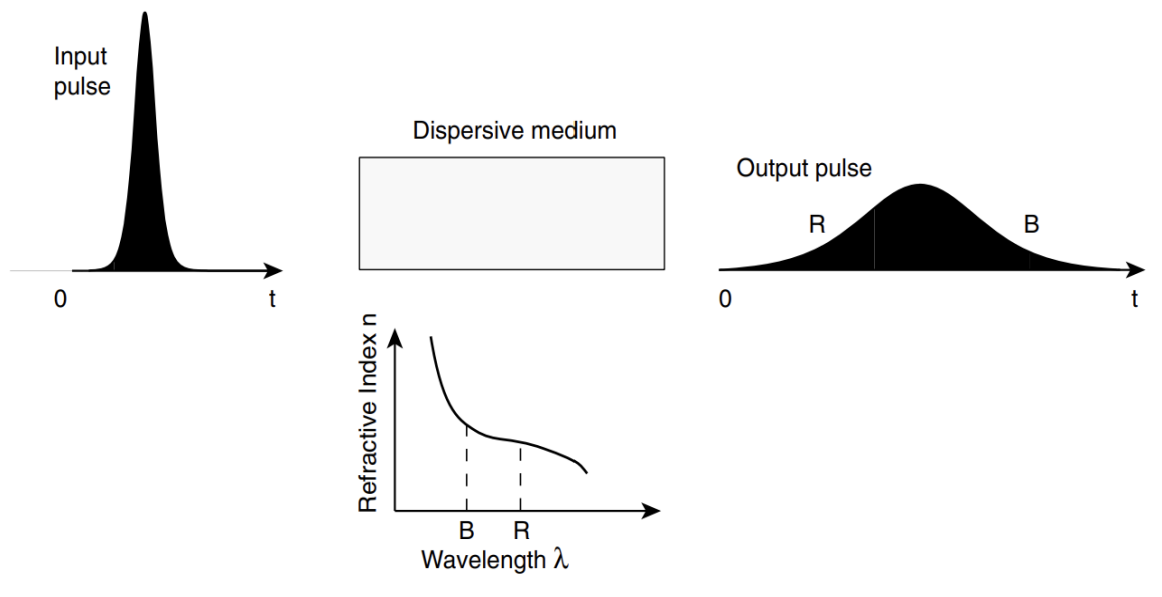 Input
pulse
0
t
Dispersive medium
Output pulse
R
B
0
t
Refractive Index n
B
R
Wavelength λ